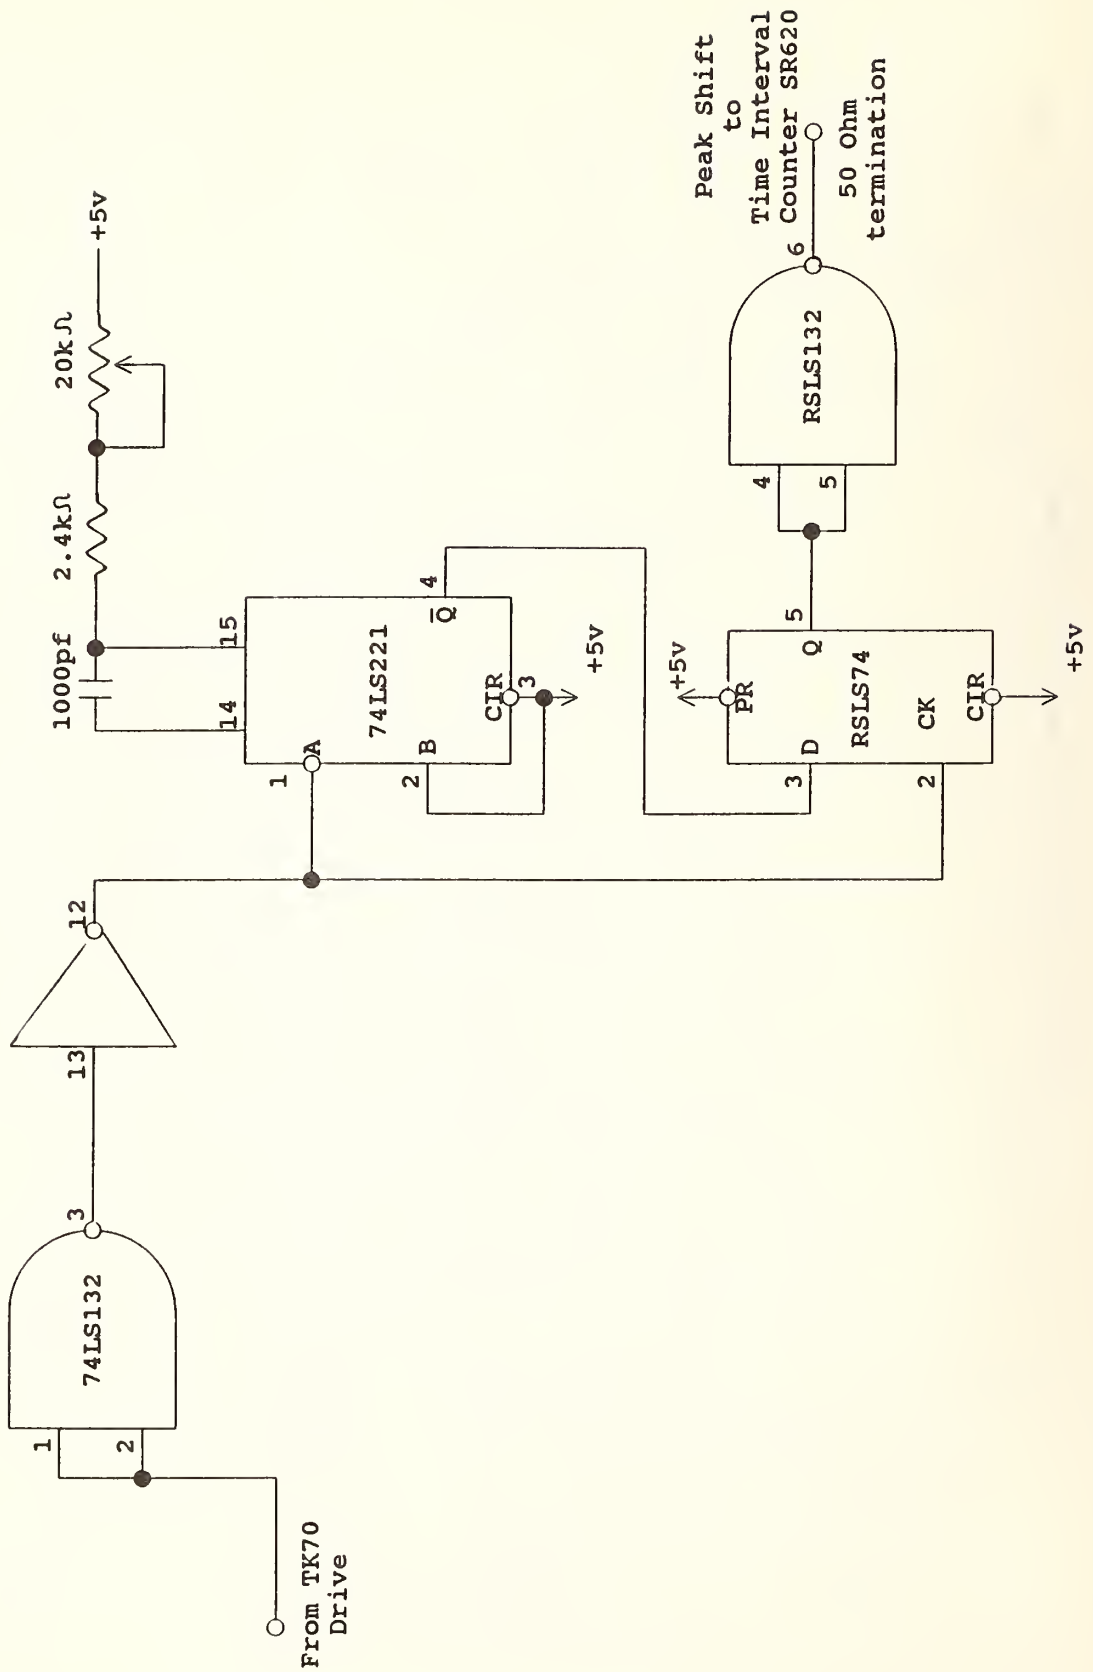 From TK70
Drive
1
2
74LS132
3
13
12
1000pf
2.4kΩ
20kΩ
+5v
14
15
1
A
2
B
74LS221
Q
4
CIR
3
+5v
+5v
PR
3
D
RSLS74
Q
5
2
CK
CIR
+5v
4
5
RSLS132
6
Peak Shift
to
Time Interval
Counter SR620
50 Ohm
termination